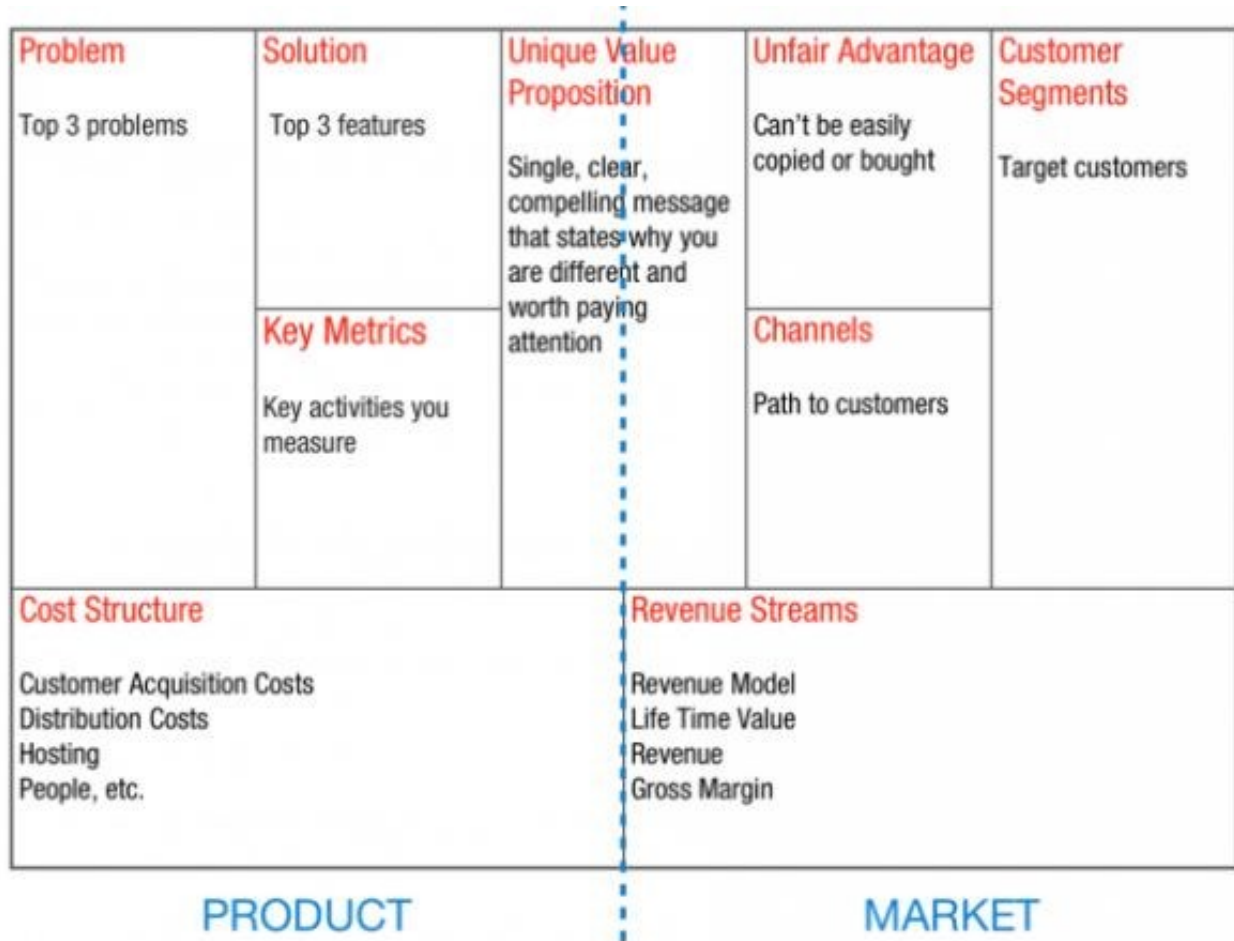 Problem
Top 3 problems
Solution
Top 3 features
Key Metrics
Key activities you
measure
Unique Value
Proposition
Single, clear,
compelling message
that states why you
are different and
worth paying
attention
Unfair Advantage
Can't be easily
copied or bought
Channels
Path to customers
Customer
Segments
Target customers
Cost Structure
Customer Acquisition Costs
Distribution Costs
Hosting
People, etc.
Revenue Streams
Revenue Model
Life Time Value
Revenue
Gross Margin
PRODUCT
MARKET